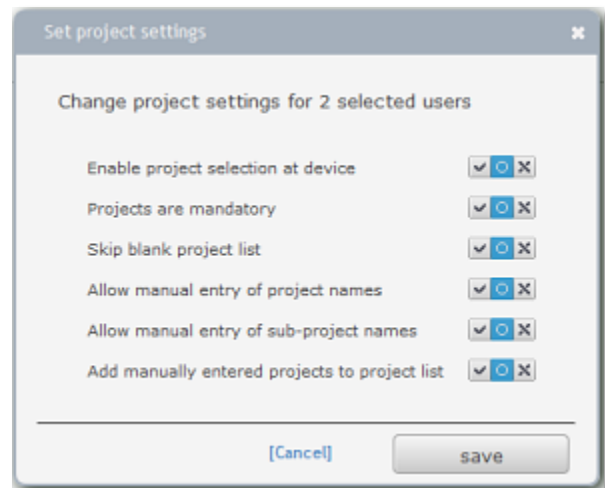 Set project settings
Change project settings for 2 selected users
Enable project selection at device
Projects are mandatory
Skip blank project list
Allow manual entry of project names
Allow manual entry of sub-project names
Add manually entered projects to project list
[Cancel] save